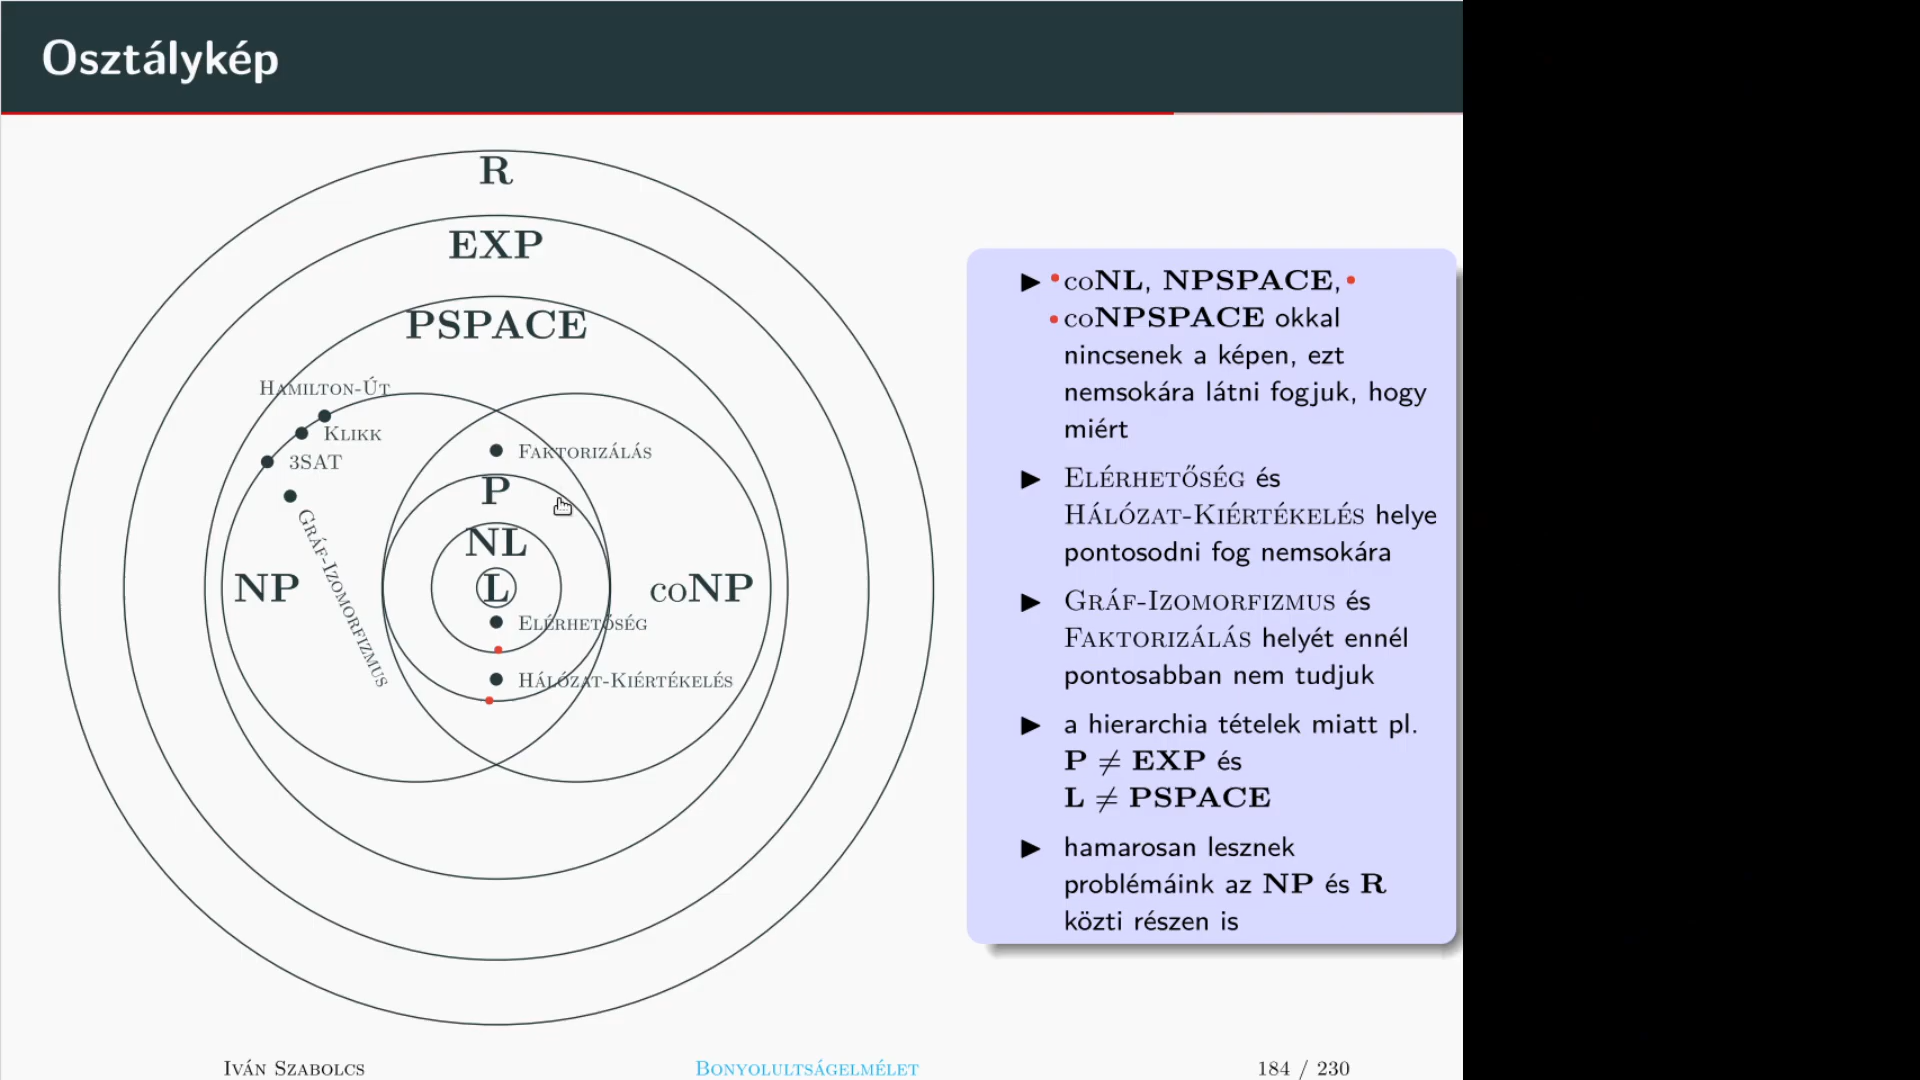 Osztálykép
R
EXP
PSPACE
Hamilton-Út
Klikk
3SAT
Gráf-Izomorfizmus
Faktorizálás
P
NL
NP
L
coNP
Elérhetőség
Hálózat-Kiértékelés
▶ coNL, NPSPACE,
coNPSPACE okkal
nincsenek a képen, ezt
nemsokára látni fogjuk, hogy
miért
▶ Elérhetőség és
Hálózat-Kiértékelés helye
pontosodni fog nemsokára
▶ Gráf-Izomorfizmus és
Faktorizálás helyét ennél
pontosabban nem tudjuk
▶ a hierarchia tételek miatt pl.
P ≠ EXP és
L ≠ PSPACE
▶ hamarosan lesznek
problémáink az NP és R
közti részen is
Iván Szabolcs
Bonyolultságelmélet
184 / 230